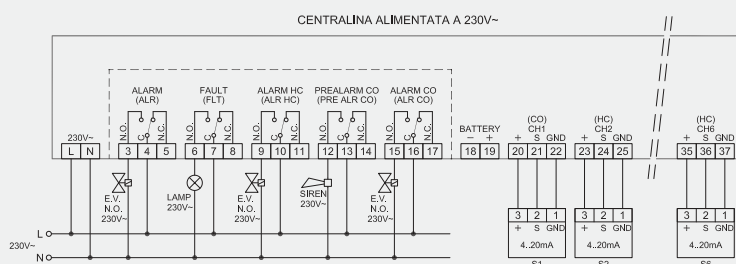 CENTRALINA ALIMENTATA A 230V~
ALARM FAULT ALARM HC PREALARM CO ALARM CO
(ALR) (FLT) (ALR HC) (PRE ALR CO) (ALR CO)
(CO) (HC) (HC)
BATTERY CH1 CH2 CH6
230V~ N.O. C N.C. N.O. C N.C. N.O. C N.C. N.O. C N.C. N.O. C N.C. − + + S GND + S GND + S GND
L N 3 4 5 6 7 8 9 10 11 12 13 14 15 16 17 18 19 20 21 22 23 24 25 35 36 37
E.V. LAMP E.V. SIREN E.V.
N.O. 230V~ N.O. 230V~ N.O.
230V~ 230V~ 230V~
3 2 1 3 2 1 3 2 1
+ S GND + S GND + S GND
L
230V~
N
4..20mA 4..20mA 4..20mA